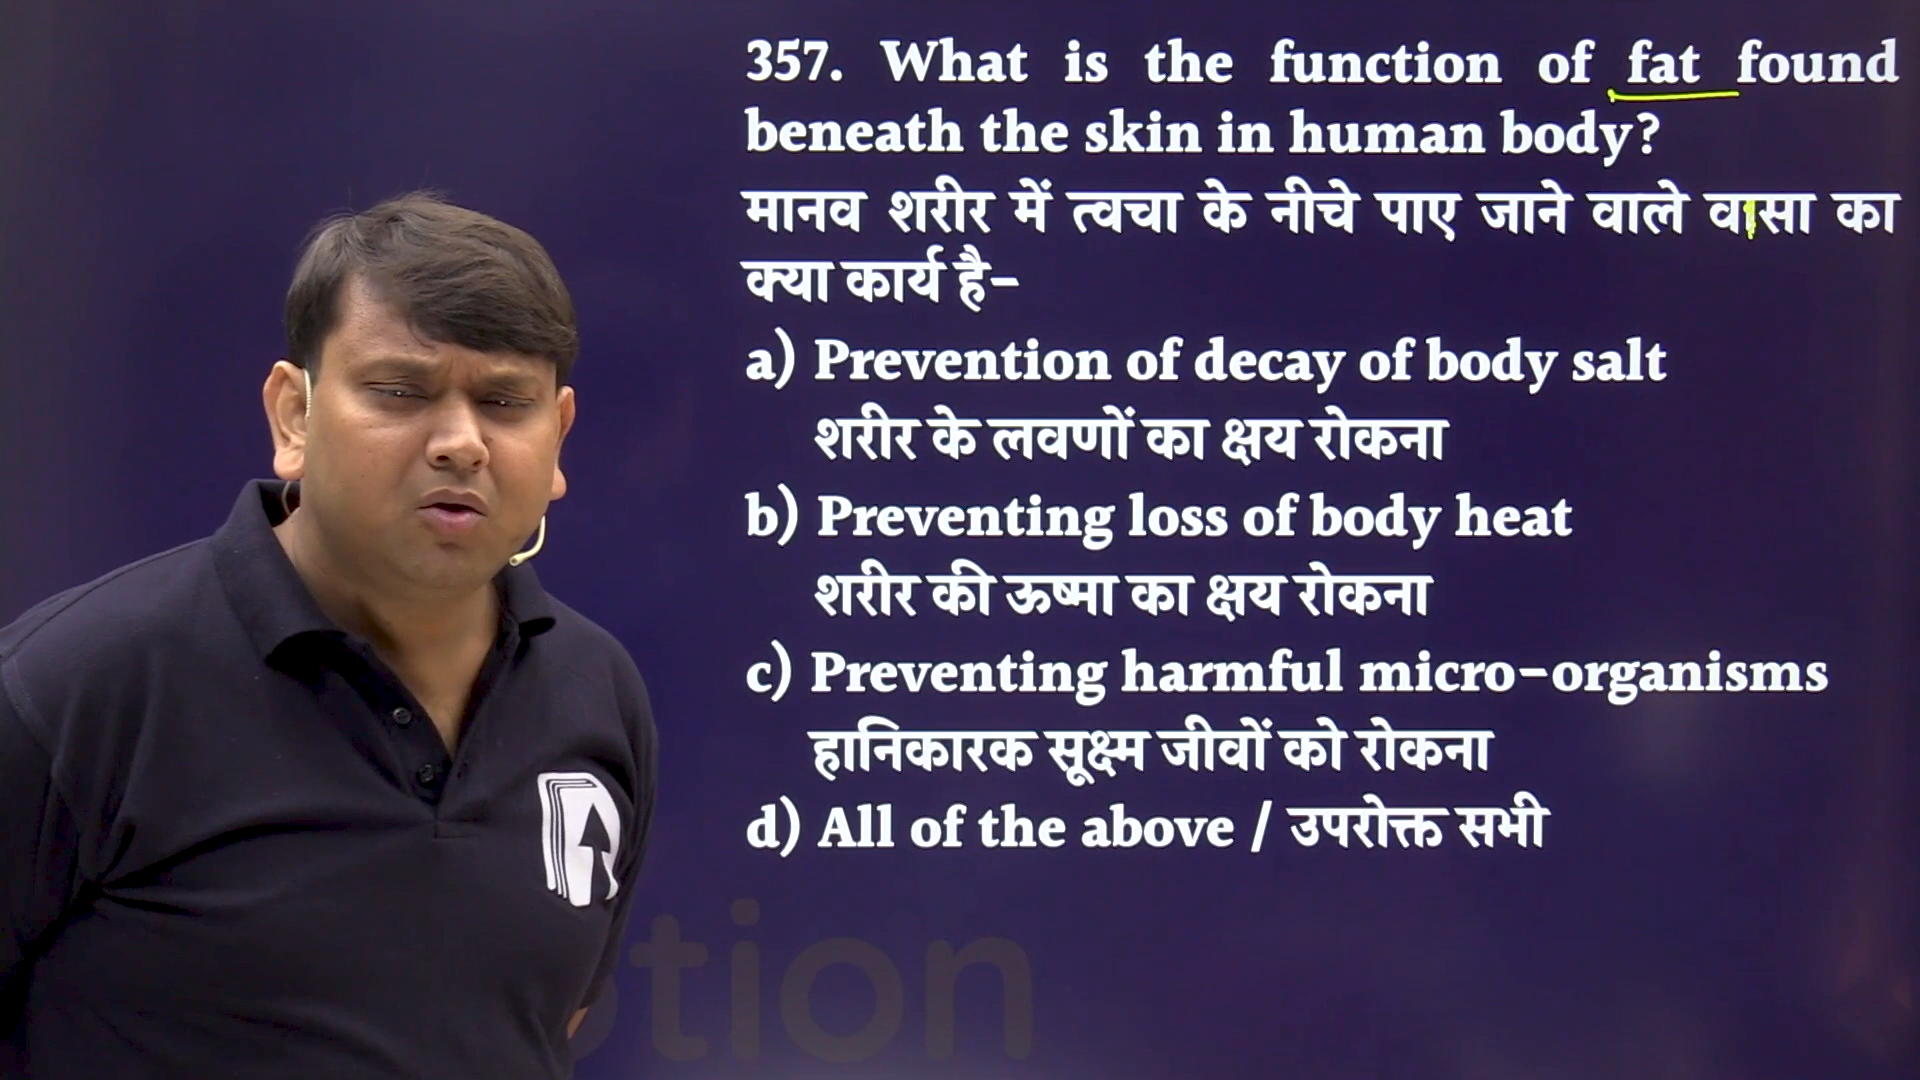 357. What is the function of fat found
beneath the skin in human body?
मानव शरीर में त्वचा के नीचे पाए जाने वाले वासा का
क्या कार्य है-
a) Prevention of decay of body salt
शरीर के लवणों का क्षय रोकना
b) Preventing loss of body heat
शरीर की ऊष्मा का क्षय रोकना
c) Preventing harmful micro-organisms
हानिकारक सूक्ष्म जीवों को रोकना
d) All of the above / उपरोक्त सभी